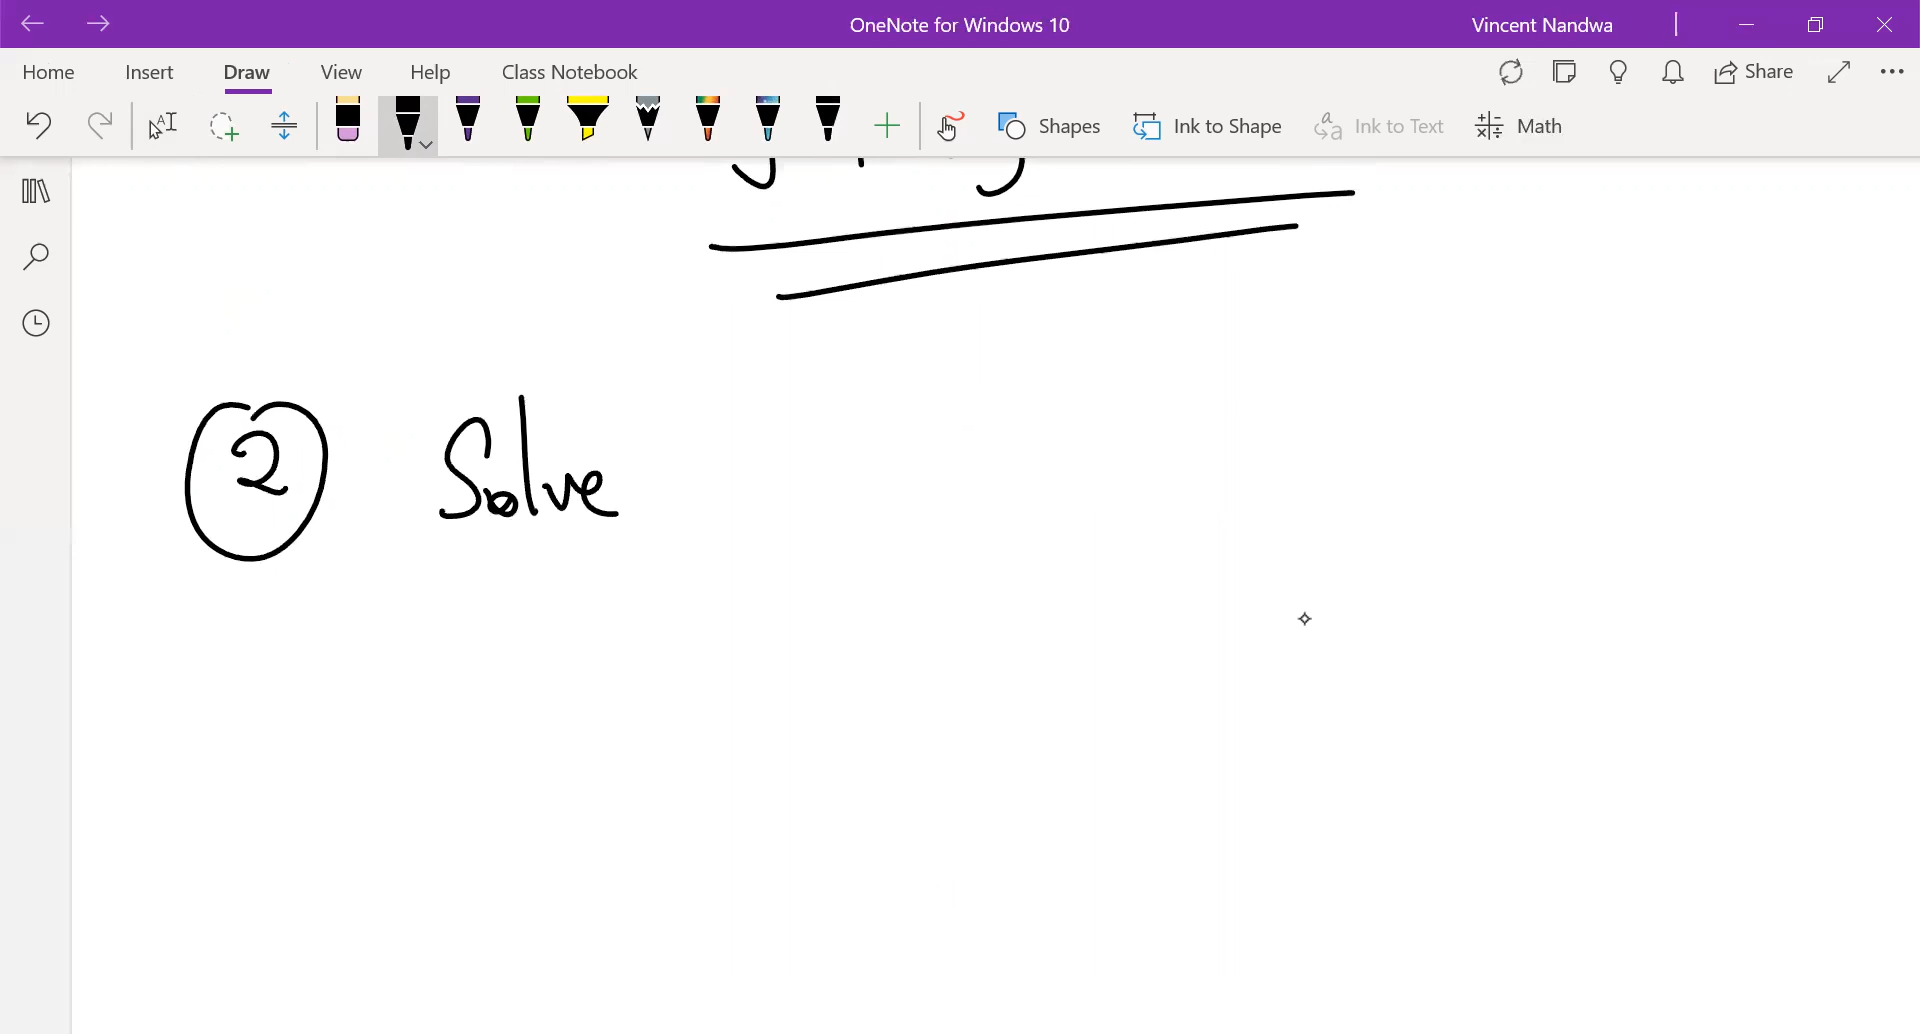 OneNote for Windows 10
Vincent Nandwa
Home Insert Draw View Help Class Notebook Share
Shapes Ink to Shape Ink to Text Math
2 Solve